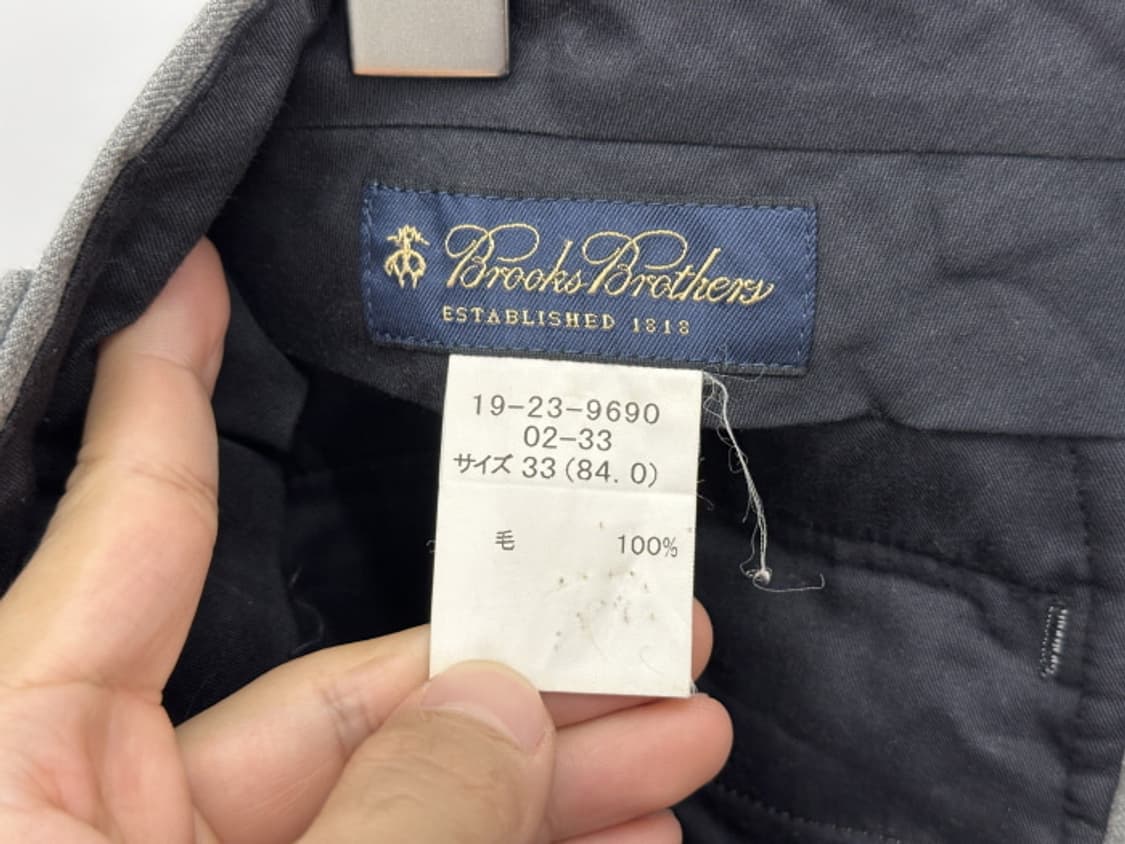 Brooks Brothers
ESTABLISHED 1818
19-23-9690
02-33
サイズ 33 (84.0)
毛 100%